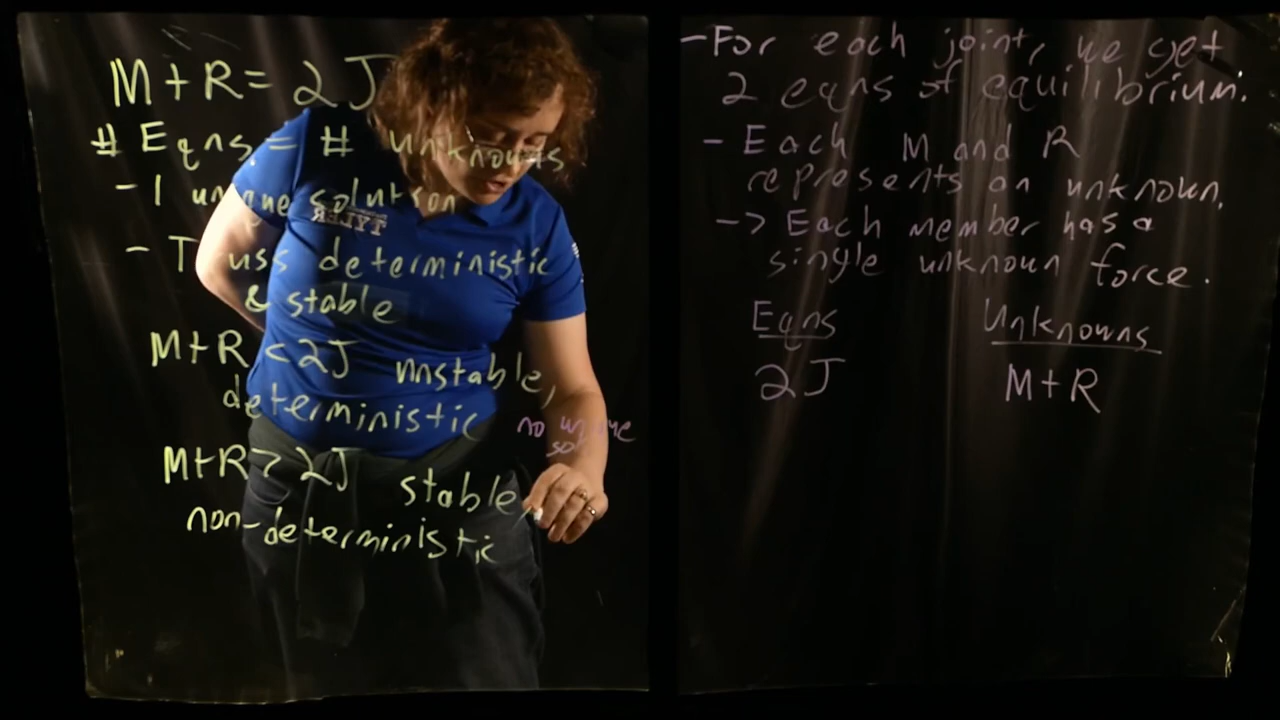 M+R= 2J
# Eqns. = # unknowns
- 1 unique solution
- Truss deterministic
& stable
M+R < 2J unstable,
deterministic
no unique
sol
M+R > 2J stable,
non-deterministic
TYLER
- For each joint, we get
2 eqns of equilibrium.
- Each M and R
represents an unknown.
-> Each member has a
single unknown force.
Eqns Unknowns
2J M+R